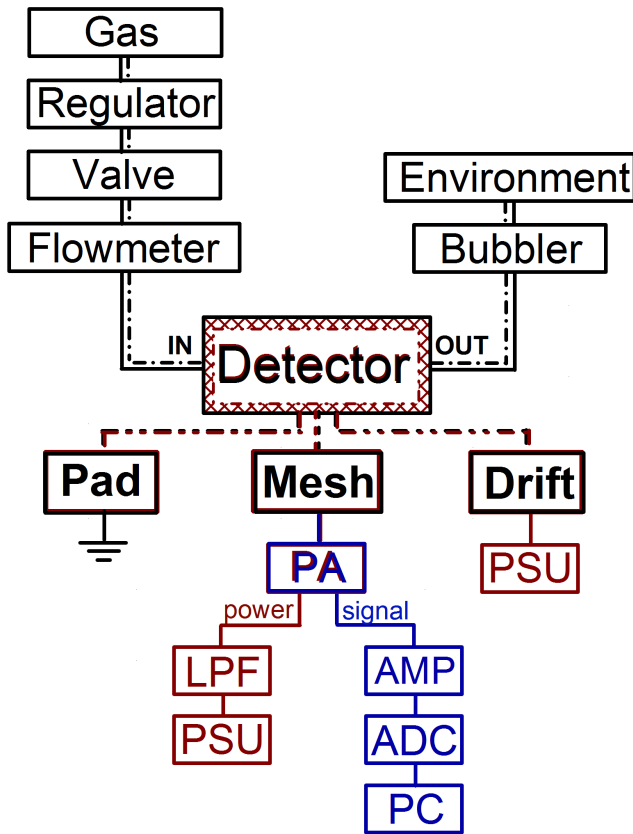 Gas
Regulator
Valve
Environment
Flowmeter
Bubbler
IN
OUT
Detector
Pad
Mesh
Drift
PA
PSU
power
signal
LPF
AMP
PSU
ADC
PC